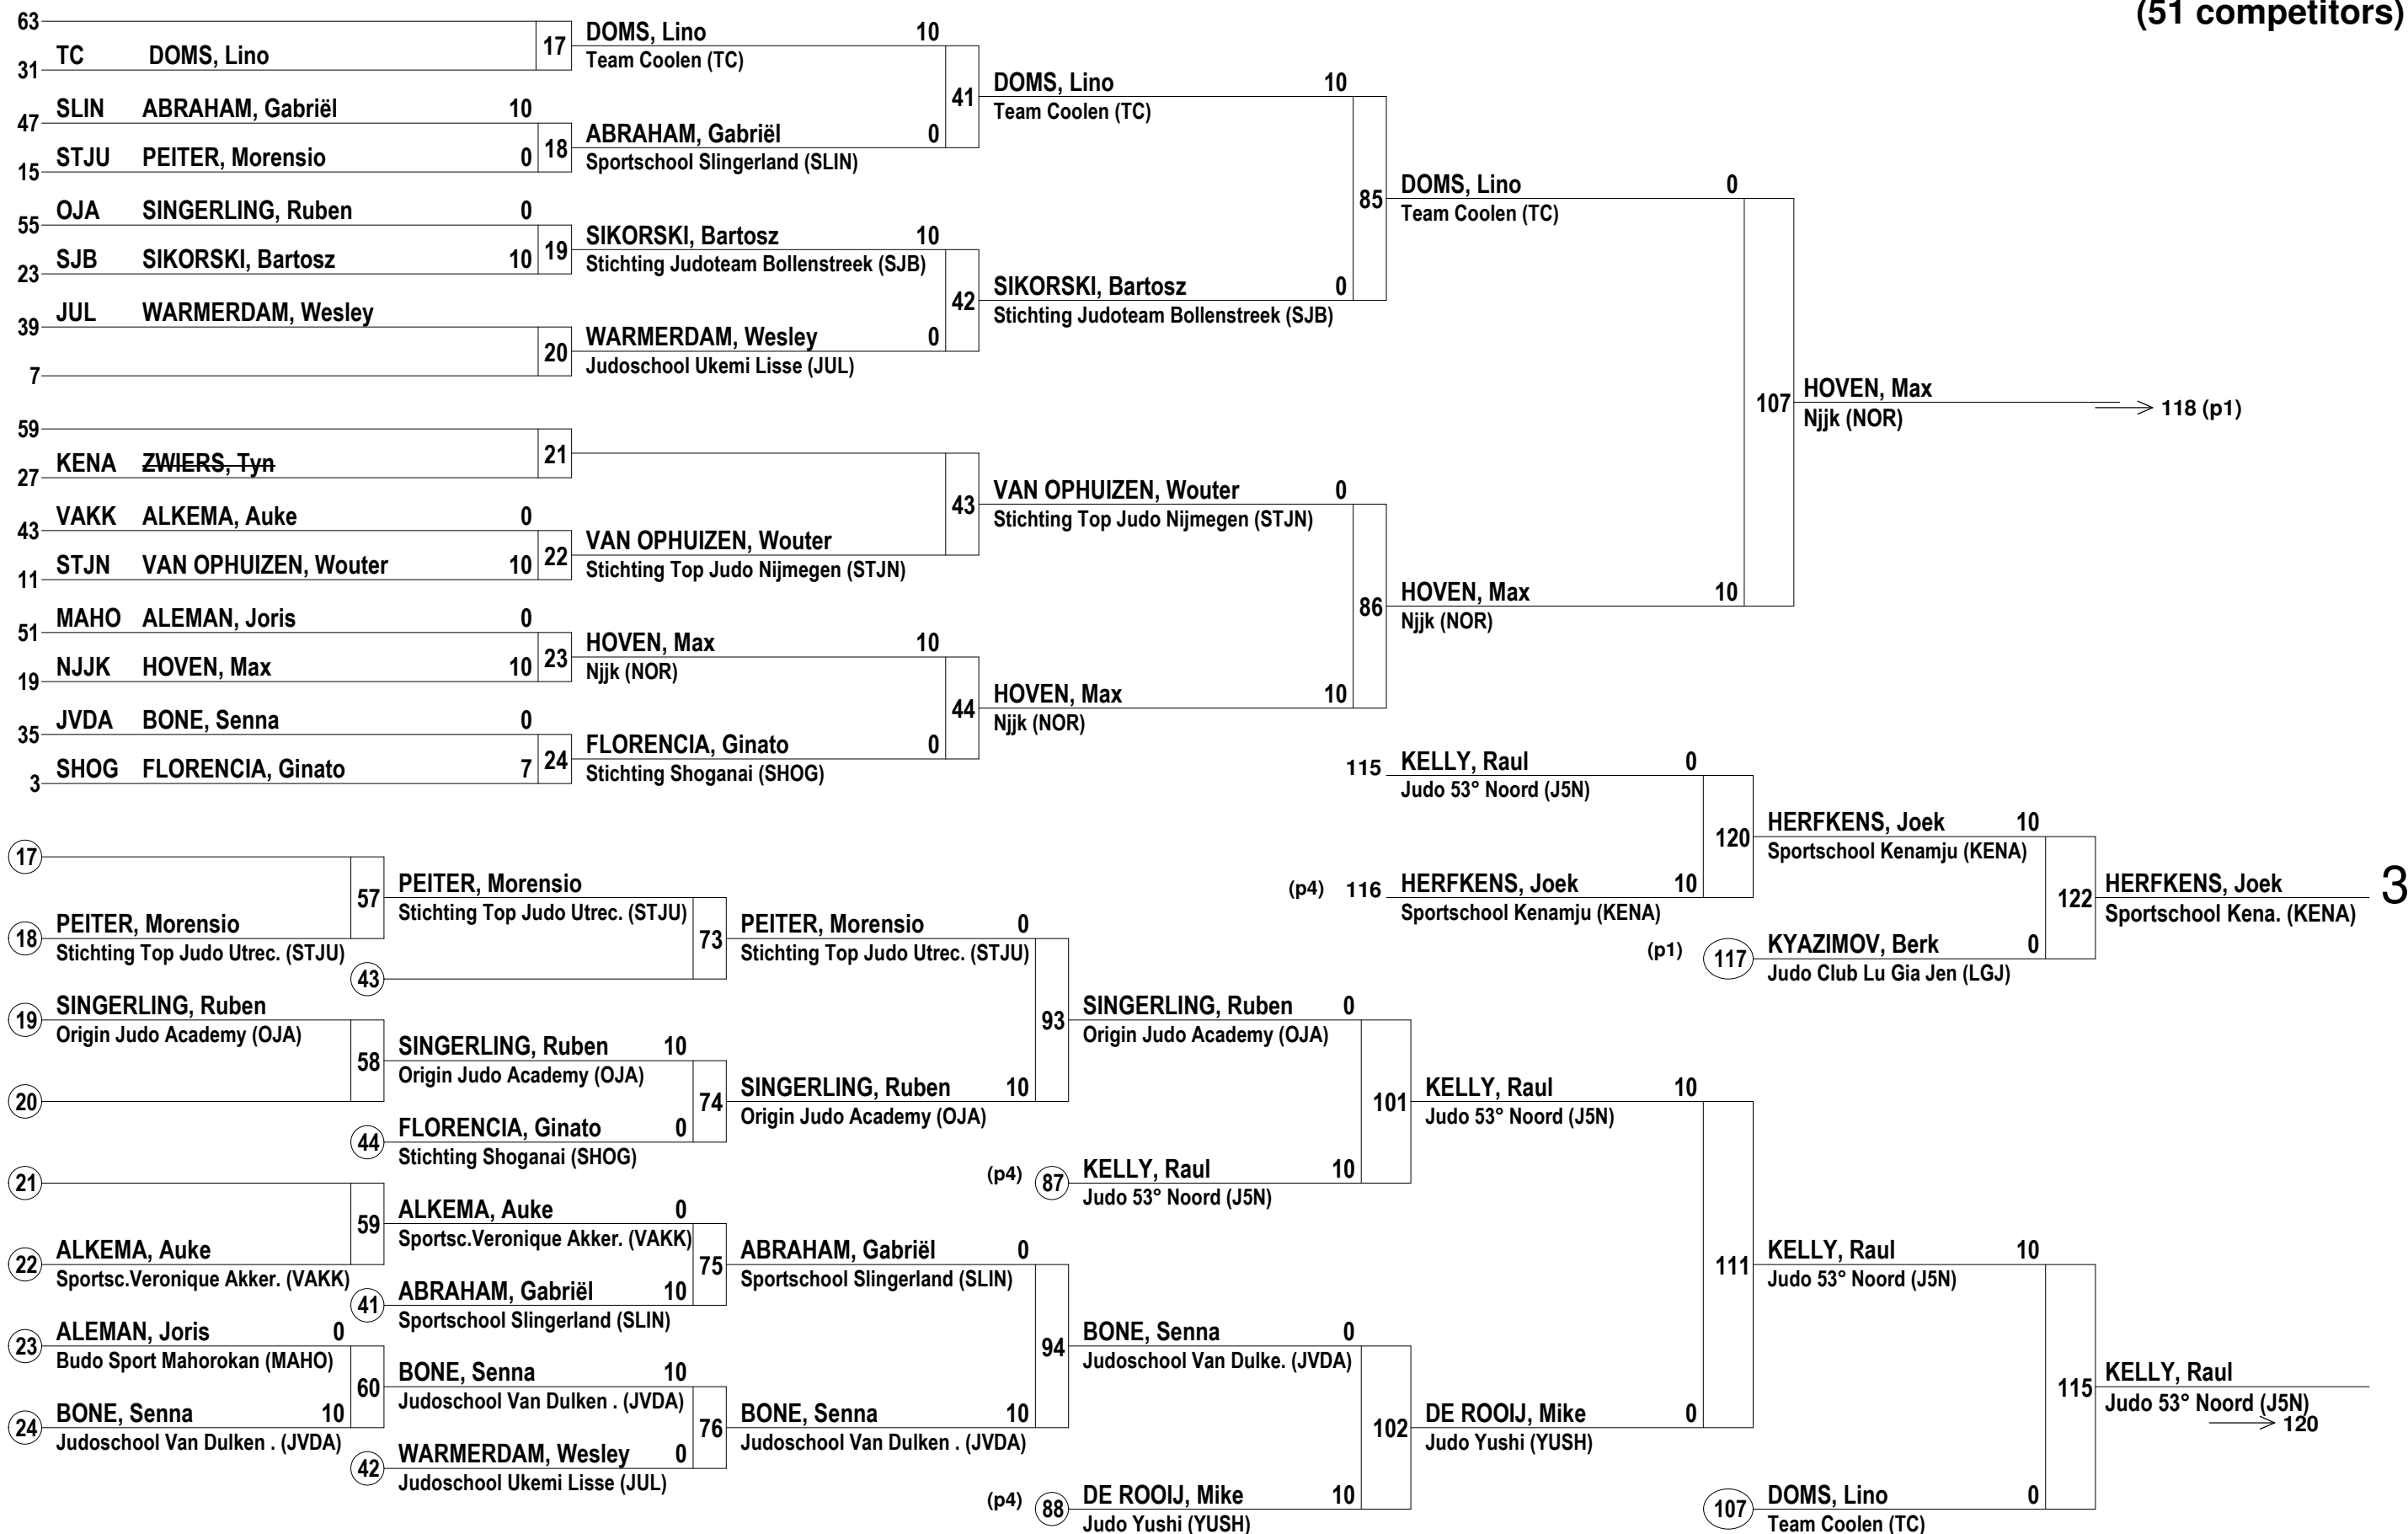 (51 competitors)
63
TC DOMS, Lino
31
17
DOMS, Lino 10
Team Coolen (TC)
SLIN ABRAHAM, Gabriël 10
47
STJU PEITER, Morensio 0
15
18
ABRAHAM, Gabriël 0
Sportschool Slingerland (SLIN)
41
DOMS, Lino 10
Team Coolen (TC)
OJA SINGERLING, Ruben 0
55
SJB SIKORSKI, Bartosz 10
23
19
SIKORSKI, Bartosz 10
Stichting Judoteam Bollenstreek (SJB)
JUL WARMERDAM, Wesley
39
7
20
WARMERDAM, Wesley 0
Judoschool Ukemi Lisse (JUL)
42
SIKORSKI, Bartosz 0
Stichting Judoteam Bollenstreek (SJB)
85
DOMS, Lino 0
Team Coolen (TC)
59
KENA ZWIERS, Tyn
27
21
VAKK ALKEMA, Auke 0
43
STJN VAN OPHUIZEN, Wouter 10
11
22
VAN OPHUIZEN, Wouter
Stichting Top Judo Nijmegen (STJN)
43
VAN OPHUIZEN, Wouter 0
Stichting Top Judo Nijmegen (STJN)
MAHO ALEMAN, Joris 0
51
NJJK HOVEN, Max 10
19
23
HOVEN, Max 10
Njjk (NOR)
JVDA BONE, Senna 0
35
SHOG FLORENCIA, Ginato 7
3
24
FLORENCIA, Ginato 0
Stichting Shoganai (SHOG)
44
HOVEN, Max 10
Njjk (NOR)
86
HOVEN, Max 10
Njjk (NOR)
107
HOVEN, Max
Njjk (NOR)
118 (p1)
115 KELLY, Raul 0
Judo 53° Noord (J5N)
(p4) 116 HERFKENS, Joek 10
Sportschool Kenamju (KENA)
120
HERFKENS, Joek 10
Sportschool Kenamju (KENA)
(p1) 117 KYAZIMOV, Berk 0
Judo Club Lu Gia Jen (LGJ)
122
HERFKENS, Joek
Sportschool Kena. (KENA)
3
17
18 PEITER, Morensio
Stichting Top Judo Utrec. (STJU)
57
PEITER, Morensio
Stichting Top Judo Utrec. (STJU)
43
73
PEITER, Morensio 0
Stichting Top Judo Utrec. (STJU)
19 SINGERLING, Ruben
Origin Judo Academy (OJA)
20
58
SINGERLING, Ruben 10
Origin Judo Academy (OJA)
44 FLORENCIA, Ginato 0
Stichting Shoganai (SHOG)
74
SINGERLING, Ruben 10
Origin Judo Academy (OJA)
93
SINGERLING, Ruben 0
Origin Judo Academy (OJA)
(p4) 87 KELLY, Raul 10
Judo 53° Noord (J5N)
101
KELLY, Raul 10
Judo 53° Noord (J5N)
21
22 ALKEMA, Auke
Sportsc.Veronique Akker. (VAKK)
59
ALKEMA, Auke 0
Sportsc.Veronique Akker. (VAKK)
41 ABRAHAM, Gabriël 10
Sportschool Slingerland (SLIN)
75
ABRAHAM, Gabriël 0
Sportschool Slingerland (SLIN)
23 ALEMAN, Joris 0
Budo Sport Mahorokan (MAHO)
24 BONE, Senna 10
Judoschool Van Dulken . (JVDA)
60
BONE, Senna 10
Judoschool Van Dulken . (JVDA)
42 WARMERDAM, Wesley 0
Judoschool Ukemi Lisse (JUL)
76
BONE, Senna 10
Judoschool Van Dulken . (JVDA)
94
BONE, Senna 0
Judoschool Van Dulke. (JVDA)
(p4) 88 DE ROOIJ, Mike 10
Judo Yushi (YUSH)
102
DE ROOIJ, Mike 0
Judo Yushi (YUSH)
111
KELLY, Raul 10
Judo 53° Noord (J5N)
107 DOMS, Lino 0
Team Coolen (TC)
115
KELLY, Raul
Judo 53° Noord (J5N)
120